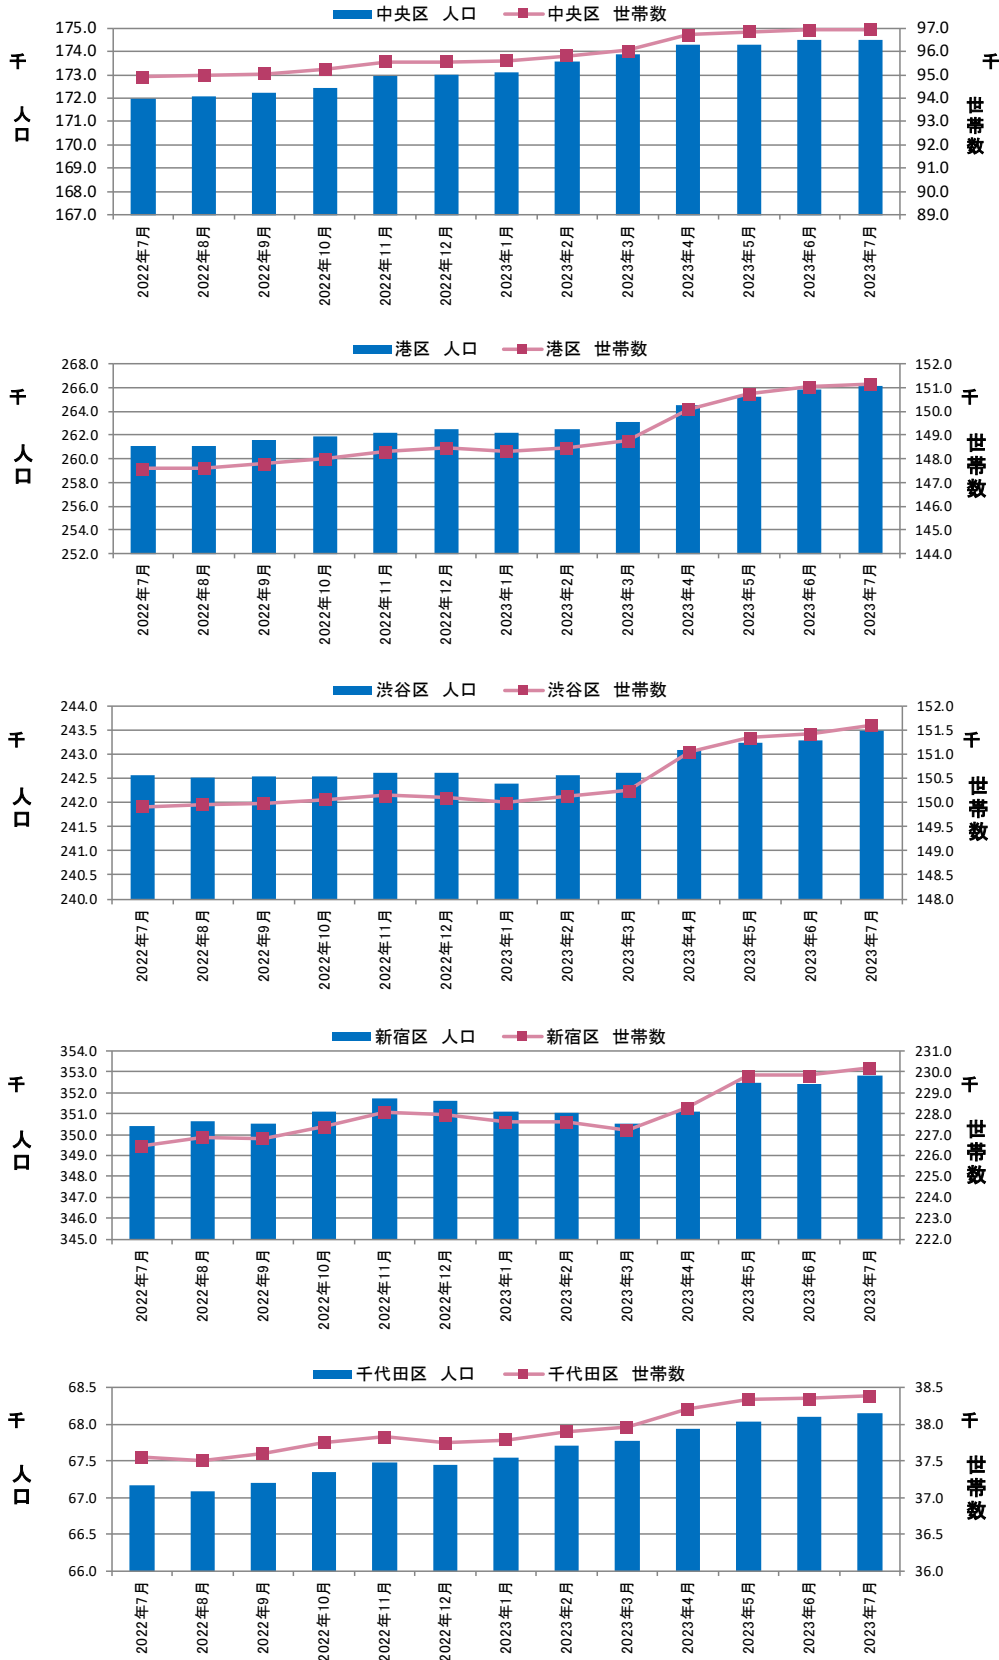 中央区 人口 中央区 世帯数
千
人口
175.0
174.0
173.0
172.0
171.0
170.0
169.0
168.0
167.0
97.0
96.0
95.0
94.0
93.0
92.0
91.0
90.0
89.0
千
世帯数
2022年7月
2022年8月
2022年9月
2022年10月
2022年11月
2022年12月
2023年1月
2023年2月
2023年3月
2023年4月
2023年5月
2023年6月
2023年7月
港区 人口 港区 世帯数
千
人口
268.0
266.0
264.0
262.0
260.0
258.0
256.0
254.0
252.0
152.0
151.0
150.0
149.0
148.0
147.0
146.0
145.0
144.0
千
世帯数
2022年7月
2022年8月
2022年9月
2022年10月
2022年11月
2022年12月
2023年1月
2023年2月
2023年3月
2023年4月
2023年5月
2023年6月
2023年7月
渋谷区 人口 渋谷区 世帯数
千
人口
244.0
243.5
243.0
242.5
242.0
241.5
241.0
240.5
240.0
152.0
151.5
151.0
150.5
150.0
149.5
149.0
148.5
148.0
千
世帯数
2022年7月
2022年8月
2022年9月
2022年10月
2022年11月
2022年12月
2023年1月
2023年2月
2023年3月
2023年4月
2023年5月
2023年6月
2023年7月
新宿区 人口 新宿区 世帯数
千
人口
354.0
353.0
352.0
351.0
350.0
349.0
348.0
347.0
346.0
345.0
231.0
230.0
229.0
228.0
227.0
226.0
225.0
224.0
223.0
222.0
千
世帯数
2022年7月
2022年8月
2022年9月
2022年10月
2022年11月
2022年12月
2023年1月
2023年2月
2023年3月
2023年4月
2023年5月
2023年6月
2023年7月
千代田区 人口 千代田区 世帯数
千
人口
68.5
68.0
67.5
67.0
66.5
66.0
38.5
38.0
37.5
37.0
36.5
36.0
千
世帯数
2022年7月
2022年8月
2022年9月
2022年10月
2022年11月
2022年12月
2023年1月
2023年2月
2023年3月
2023年4月
2023年5月
2023年6月
2023年7月